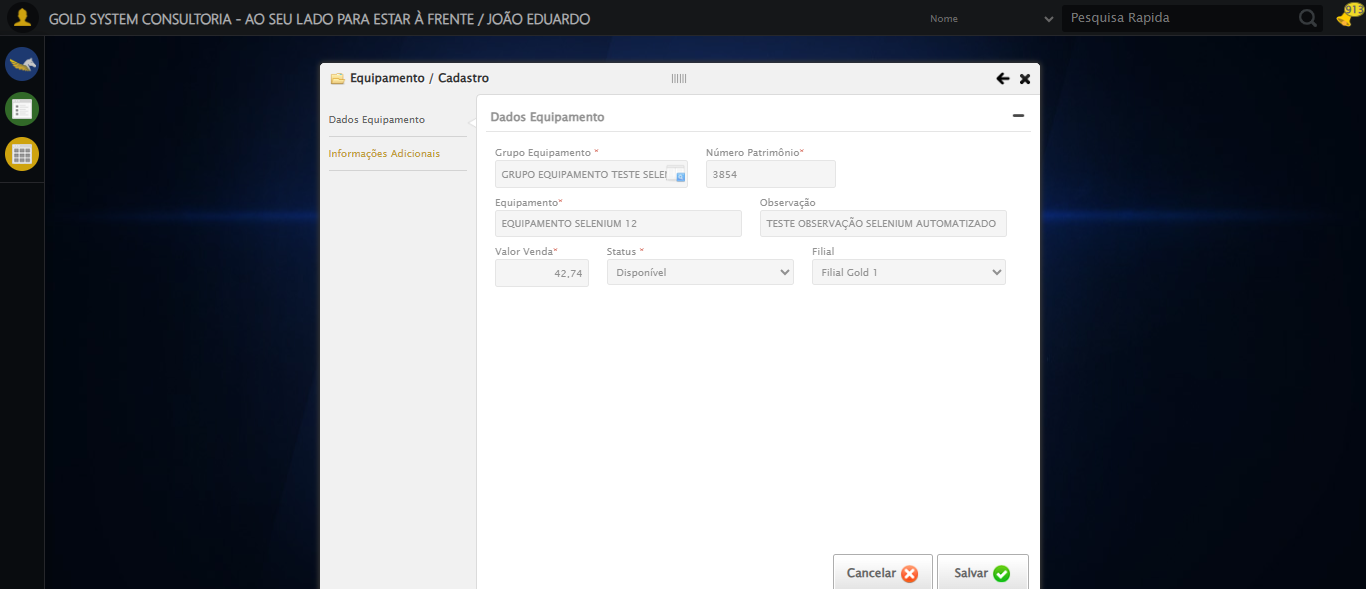 GOLD SYSTEM CONSULTORIA - AO SEU LADO PARA ESTAR À FRENTE / JOÃO EDUARDO
Nome
Pesquisa Rapida
913
Equipamento / Cadastro
Dados Equipamento
Informações Adicionais
Dados Equipamento
Grupo Equipamento * Número Patrimônio*
GRUPO EQUIPAMENTO TESTE SELE 3854
Equipamento* Observação
EQUIPAMENTO SELENIUM 12 TESTE OBSERVAÇÃO SELENIUM AUTOMATIZADO
Valor Venda* Status * Filial
42,74 Disponível Filial Gold 1
Cancelar Salvar